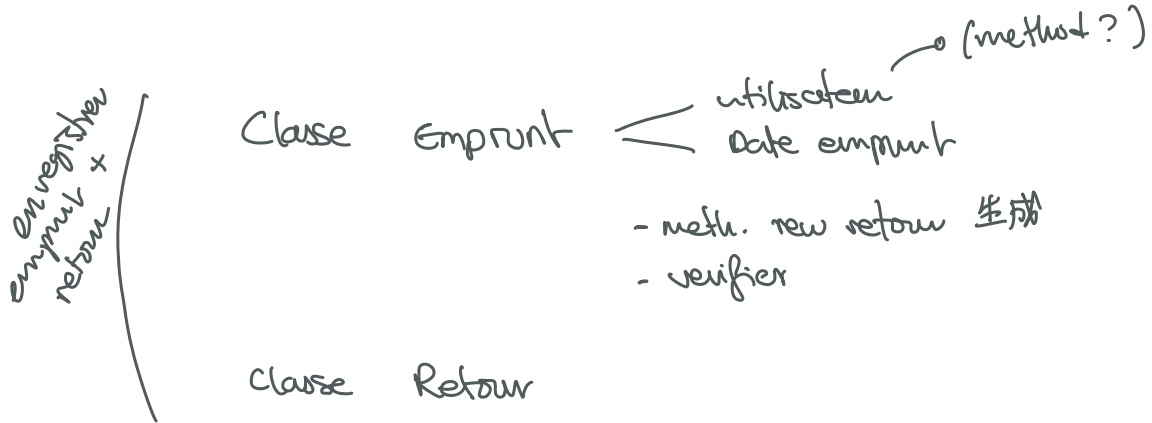 enregistrer
emprunt x
retour
(method?)
Classe Emprunt
utilisateur
Date emprunt
- meth. new retour 生成
- verifier
Classe Retour